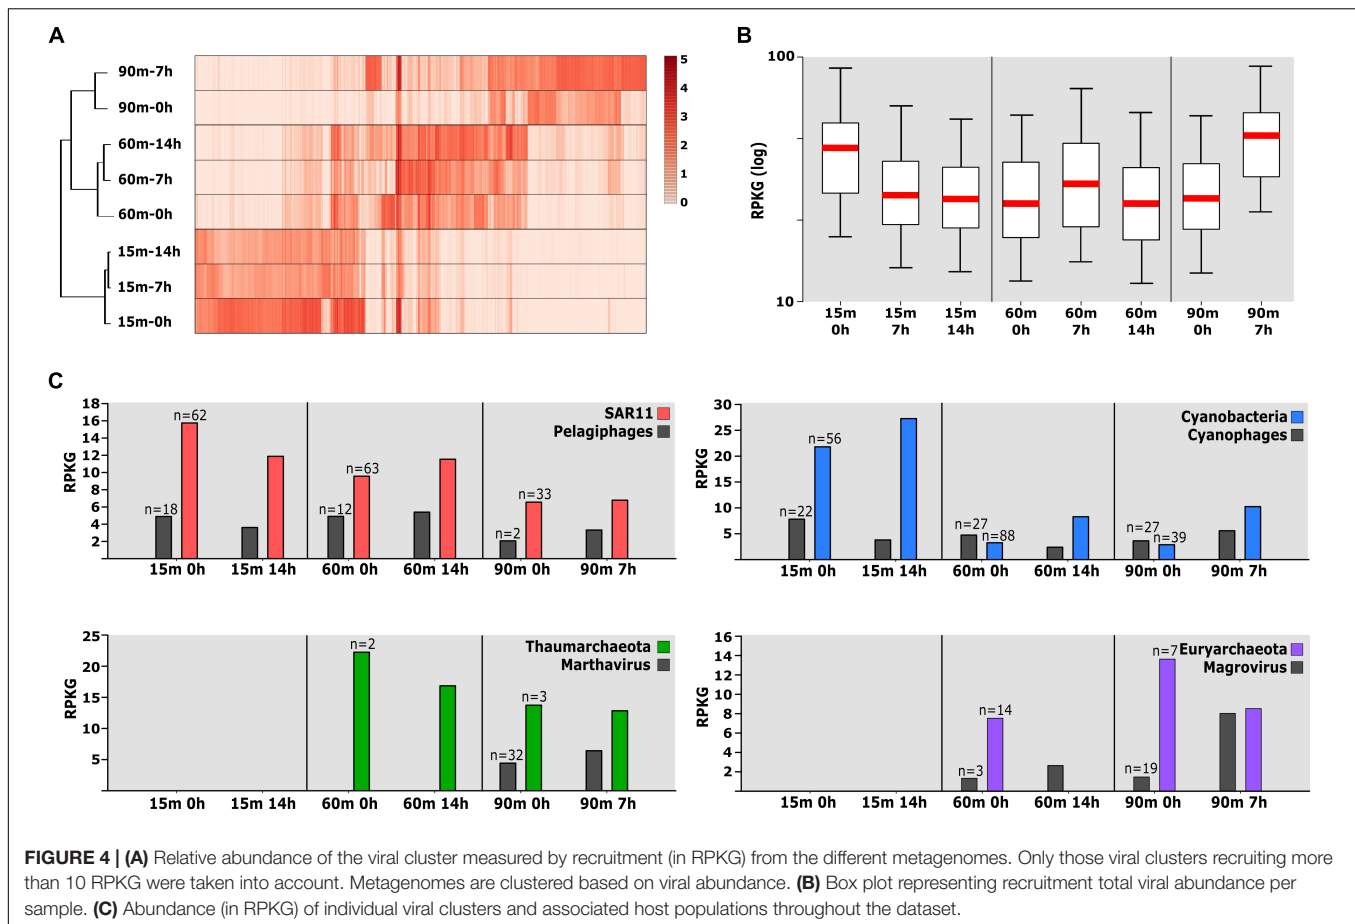 A
90m-7h
90m-0h
60m-14h
60m-7h
60m-0h
15m-14h
15m-7h
15m-0h
5
4
3
2
1
0
B
100
10
RPKG (log)
15m 15m 15m 60m 60m 60m 90m 90m
0h 7h 14h 0h 7h 14h 0h 7h
C
18
16
14
12
10
8
6
4
2
RPKG
SAR11
Pelagiphages
n=62
n=18
n=63
n=12
n=33
n=2
15m 0h 15m 14h 60m 0h 60m 14h 90m 0h 90m 7h
30
25
20
15
10
5
RPKG
Cyanobacteria
Cyanophages
n=56
n=22
n=27
n=88
n=27
n=39
15m 0h 15m 14h 60m 0h 60m 14h 90m 0h 90m 7h
25
20
15
10
5
RPKG
Thaumarchaeota
Marthavirus
n=2
n=3
n=32
15m 0h 15m 14h 60m 0h 60m 14h 90m 0h 90m 7h
16
14
12
10
8
6
4
2
RPKG
Euryarchaeota
Magrovirus
n=7
n=14
n=3
n=19
15m 0h 15m 14h 60m 0h 60m 14h 90m 0h 90m 7h
FIGURE 4 | (A) Relative abundance of the viral cluster measured by recruitment (in RPKG) from the different metagenomes. Only those viral clusters recruiting more
than 10 RPKG were taken into account. Metagenomes are clustered based on viral abundance. (B) Box plot representing recruitment total viral abundance per
sample. (C) Abundance (in RPKG) of individual viral clusters and associated host populations throughout the dataset.